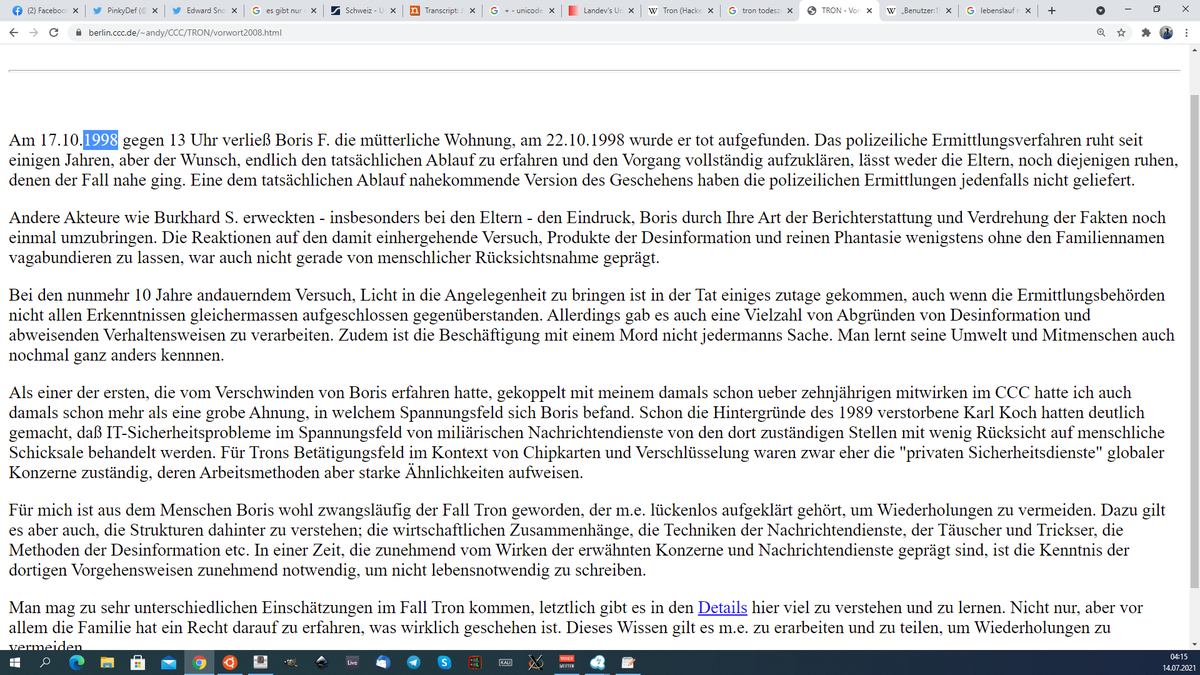 (2) Faceboo
PinkyDef (@
Edward Sno
es gibt nur
Schweiz - U
Transcript:
+ - unicode
Landev's Ur
Tron (Hacke
tron todesz
TRON - Vor
„Benutzer:T
lebenslauf
berlin.ccc.de/~andy/CCC/TRON/vorwort2008.html
Am 17.10.1998 gegen 13 Uhr verließ Boris F. die mütterliche Wohnung, am 22.10.1998 wurde er tot aufgefunden. Das polizeiliche Ermittlungsverfahren ruht seit
einigen Jahren, aber der Wunsch, endlich den tatsächlichen Ablauf zu erfahren und den Vorgang vollständig aufzuklären, lässt weder die Eltern, noch diejenigen ruhen,
denen der Fall nahe ging. Eine dem tatsächlichen Ablauf nahekommende Version des Geschehens haben die polizeilichen Ermittlungen jedenfalls nicht geliefert.
Andere Akteure wie Burkhard S. erweckten - insbesonders bei den Eltern - den Eindruck, Boris durch Ihre Art der Berichterstattung und Verdrehung der Fakten noch
einmal umzubringen. Die Reaktionen auf den damit einhergehende Versuch, Produkte der Desinformation und reinen Phantasie wenigstens ohne den Familiennamen
vagabundieren zu lassen, war auch nicht gerade von menschlicher Rücksichtsnahme geprägt.
Bei den nunmehr 10 Jahre andauerndem Versuch, Licht in die Angelegenheit zu bringen ist in der Tat einiges zutage gekommen, auch wenn die Ermittlungsbehörden
nicht allen Erkenntnissen gleichermassen aufgeschlossen gegenüberstanden. Allerdings gab es auch eine Vielzahl von Abgründen von Desinformation und
abweisenden Verhaltensweisen zu verarbeiten. Zudem ist die Beschäftigung mit einem Mord nicht jedermanns Sache. Man lernt seine Umwelt und Mitmenschen auch
nochmal ganz anders kennnen.
Als einer der ersten, die vom Verschwinden von Boris erfahren hatte, gekoppelt mit meinem damals schon ueber zehnjährigen mitwirken im CCC hatte ich auch
damals schon mehr als eine grobe Ahnung, in welchem Spannungsfeld sich Boris befand. Schon die Hintergründe des 1989 verstorbene Karl Koch hatten deutlich
gemacht, daß IT-Sicherheitsprobleme im Spannungsfeld von miliärischen Nachrichtendienste von den dort zuständigen Stellen mit wenig Rücksicht auf menschliche
Schicksale behandelt werden. Für Trons Betätigungsfeld im Kontext von Chipkarten und Verschlüsselung waren zwar eher die "privaten Sicherheitsdienste" globaler
Konzerne zuständig, deren Arbeitsmethoden aber starke Ähnlichkeiten aufweisen.
Für mich ist aus dem Menschen Boris wohl zwangsläufig der Fall Tron geworden, der m.e. lückenlos aufgeklärt gehört, um Wiederholungen zu vermeiden. Dazu gilt
es aber auch, die Strukturen dahinter zu verstehen; die wirtschaftlichen Zusammenhänge, die Techniken der Nachrichtendienste, der Täuscher und Trickser, die
Methoden der Desinformation etc. In einer Zeit, die zunehmend vom Wirken der erwähnten Konzerne und Nachrichtendienste geprägt sind, ist die Kenntnis der
dortigen Vorgehensweisen zunehmend notwendig, um nicht lebensnotwendig zu schreiben.
Man mag zu sehr unterschiedlichen Einschätzungen im Fall Tron kommen, letztlich gibt es in den Details hier viel zu verstehen und zu lernen. Nicht nur, aber vor
allem die Familie hat ein Recht darauf zu erfahren, was wirklich geschehen ist. Dieses Wissen gilt es m.e. zu erarbeiten und zu teilen, um Wiederholungen zu
vermeiden
Live
KALI
04:15
14.07.2021